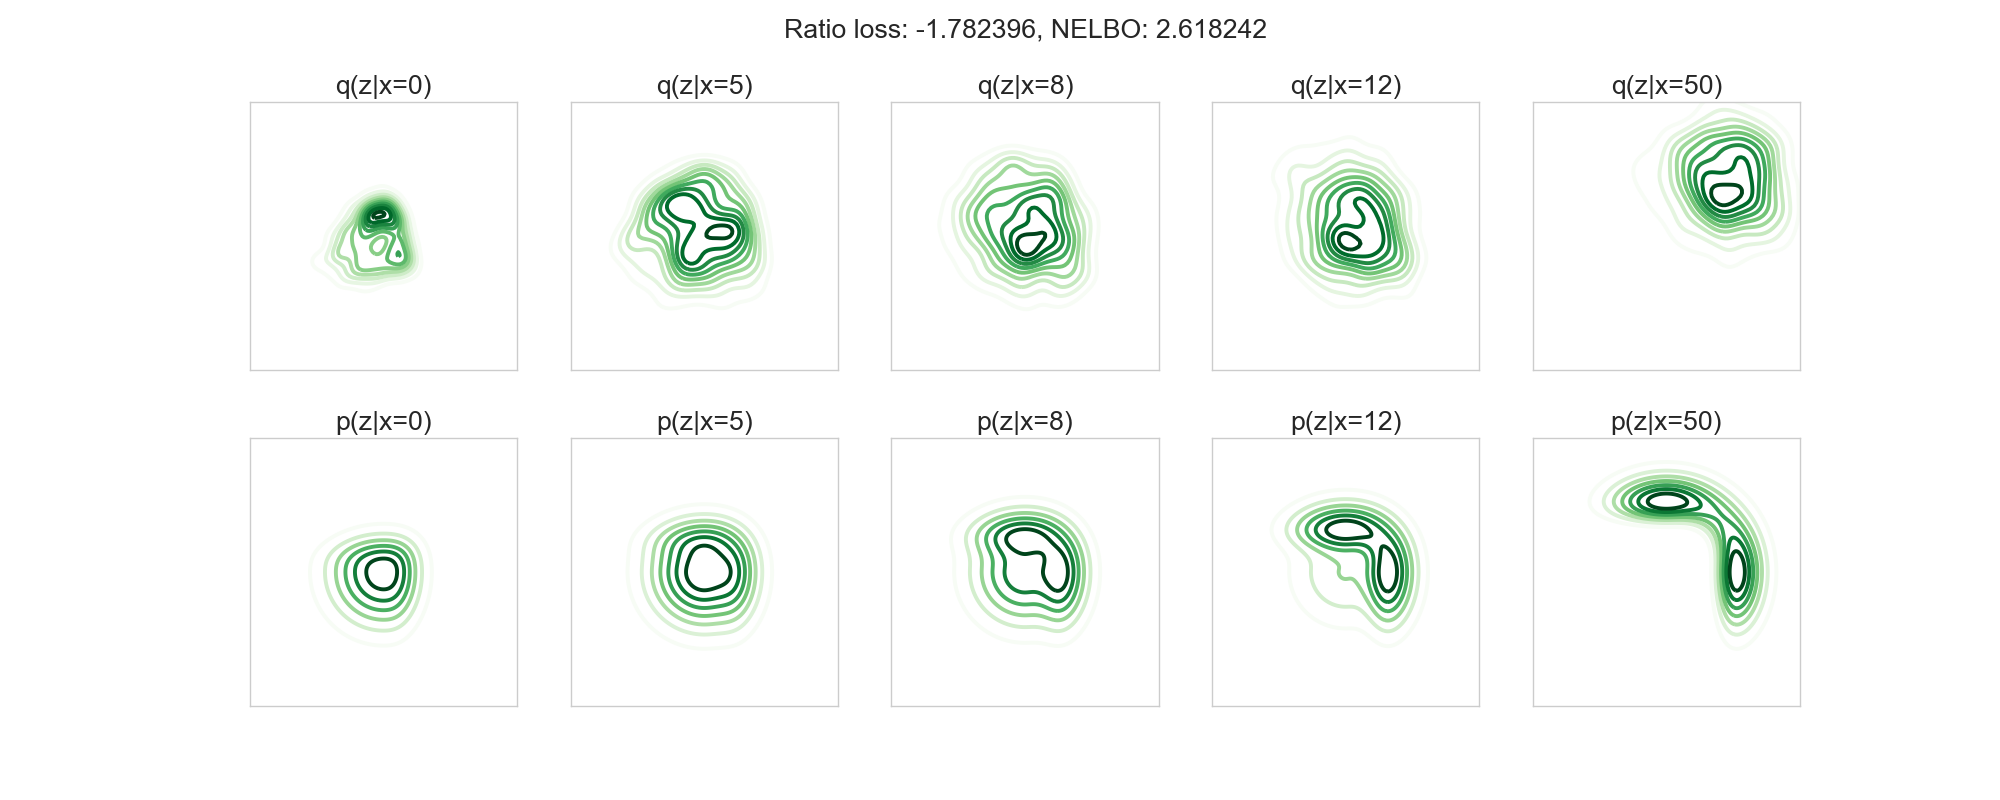 Ratio loss: -1.782396, NELBO: 2.618242
q(z|x=0) q(z|x=5) q(z|x=8) q(z|x=12) q(z|x=50)
p(z|x=0) p(z|x=5) p(z|x=8) p(z|x=12) p(z|x=50)